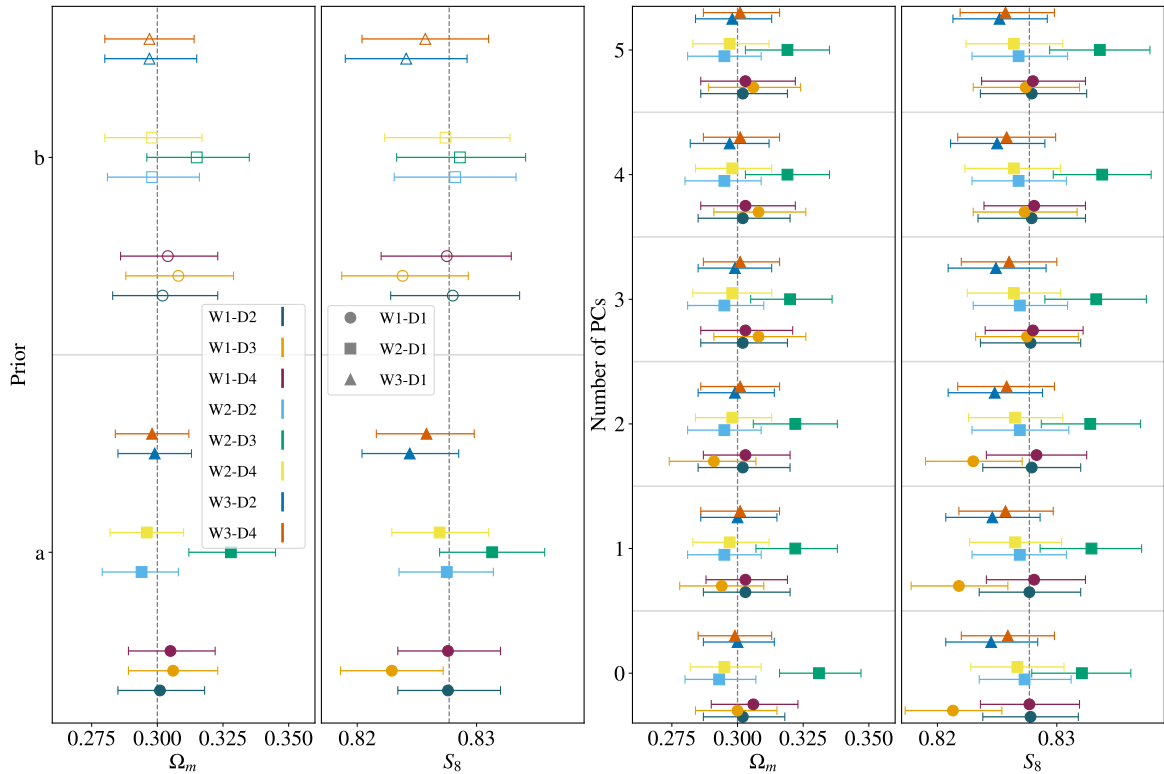 Prior
b
a
W1-D2
W1-D3
W1-D4
W2-D2
W2-D3
W2-D4
W3-D2
W3-D4
W1-D1
W2-D1
W3-D1
0.275 0.300 0.325 0.350
Ωm
0.82 0.83
S8
Number of PCs
5
4
3
2
1
0
0.275 0.300 0.325 0.350
Ωm
0.82 0.83
S8